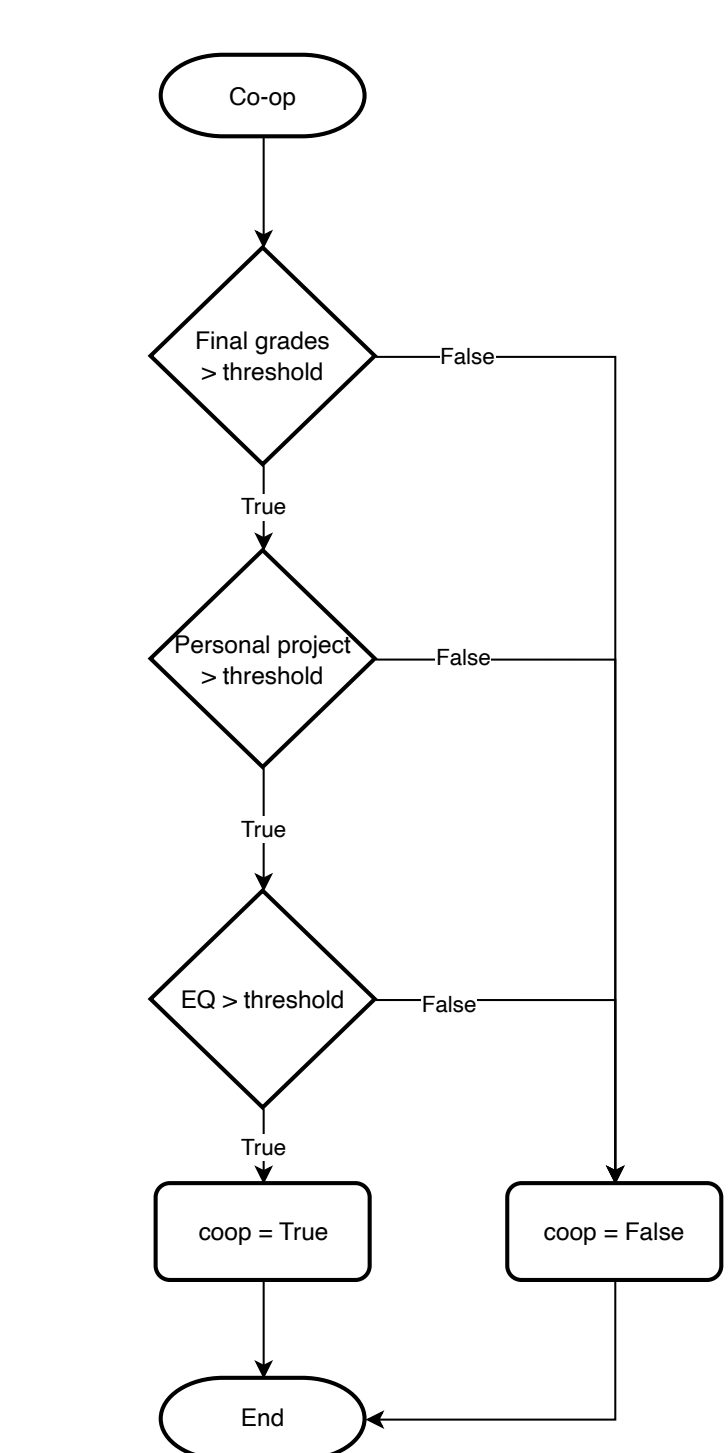 Co-op
Final grades
> threshold
False
True
Personal project
> threshold
False
True
EQ > threshold
False
True
coop = True
coop = False
End